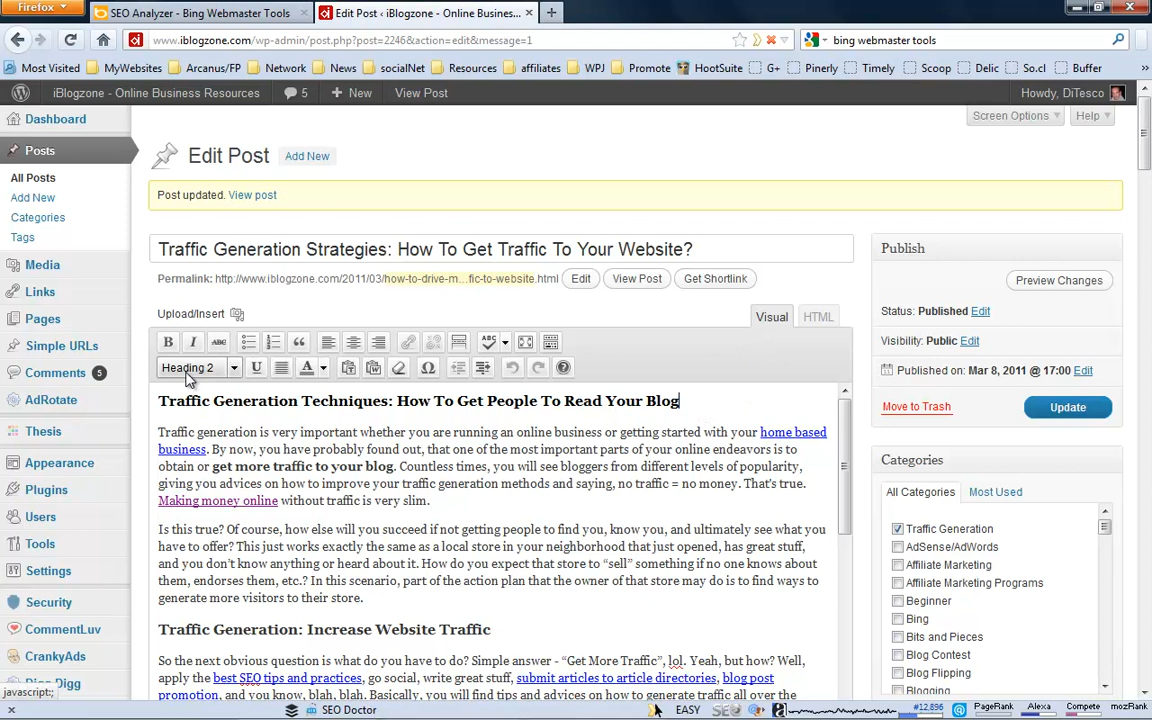 Firefox
SEO Analyzer - Bing Webmaster Tools
Edit Post ‹ iBlogzone - Online Business...
www.iblogzone.com/wp-admin/post.php?post=2246&action=edit&message=1
bing webmaster tools
Most Visited MyWebsites Arcanus/FP Network News socialNet Resources affiliates WPJ Promote HootSuite G+ Pinerly Timely Scoop Delic So.cl Buffer
iBlogzone - Online Business Resources 5 New View Post Howdy, DiTesco
Dashboard
Posts
All Posts
Add New
Categories
Tags
Media
Links
Pages
Simple URLs
Comments 5
AdRotate
Thesis
Appearance
Plugins
Users
Tools
Settings
Security
CommentLuv
CrankyAds
Digg Digg
javascript:;
Screen Options Help
Edit Post Add New
Post updated. View post
Traffic Generation Strategies: How To Get Traffic To Your Website?
Permalink: http://www.iblogzone.com/2011/03/how-to-drive-m...fic-to-website.html Edit View Post Get Shortlink
Upload/Insert
Visual HTML
B I ABC ABC
Heading 2 U A Ω
Traffic Generation Techniques: How To Get People To Read Your Blog
Traffic generation is very important whether you are running an online business or getting started with your home based
business. By now, you have probably found out, that one of the most important parts of your online endeavors is to
obtain or get more traffic to your blog. Countless times, you will see bloggers from different levels of popularity,
giving you advices on how to improve your traffic generation methods and saying, no traffic = no money. That's true.
Making money online without traffic is very slim.
Is this true? Of course, how else will you succeed if not getting people to find you, know you, and ultimately see what you
have to offer? This just works exactly the same as a local store in your neighborhood that just opened, has great stuff,
and you don't know anything or heard about it. How do you expect that store to “sell” something if no one knows about
them, endorses them, etc.? In this scenario, part of the action plan that the owner of that store may do is to find ways to
generate more visitors to their store.
Traffic Generation: Increase Website Traffic
So the next obvious question is what do you have to do? Simple answer - “Get More Traffic”, lol. Yeah, but how? Well,
apply the best SEO tips and practices, go social, write great stuff, submit articles to article directories, blog post
promotion, and you know, blah, blah. Basically, you will find tips and advices on how to generate traffic all over the
Publish
Preview Changes
Status: Published Edit
Visibility: Public Edit
Published on: Mar 8, 2011 @ 17:00 Edit
Move to Trash Update
Categories
All Categories Most Used
Traffic Generation
AdSense/AdWords
Affiliate Marketing
Affiliate Marketing Programs
Beginner
Bing
Bits and Pieces
Blog Contest
Blog Flipping
Blogging
SEO Doctor
EASY SEO #12,896 PageRank Alexa Compete mozRank